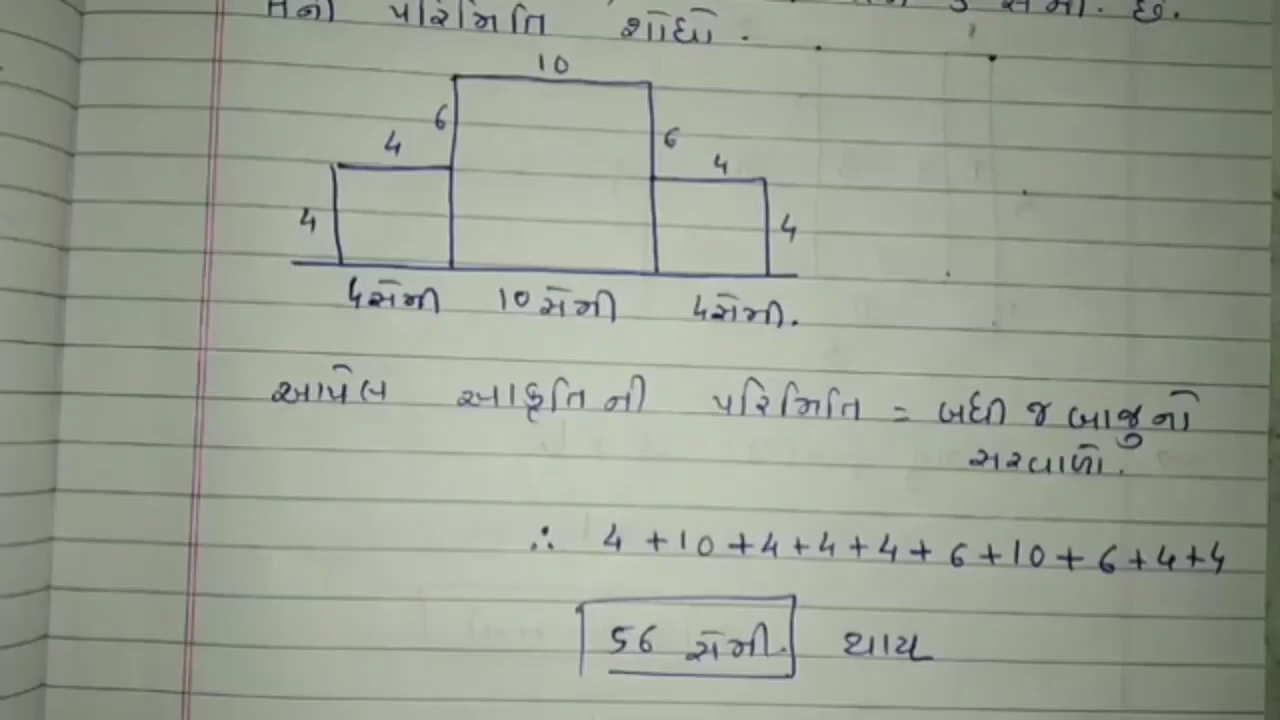 પરિમિતિ શોધો.
10
6
4
6
4
4
4
4સેમી 10 સેમી 4સેમી.
આપેલ આકૃતિની પરિમિતિ = બધી જ બાજુનો
સરવાળો.
∴ 4 + 10 + 4 + 4 + 4 + 6 + 10 + 6 + 4 + 4
56 સેમી. થાય